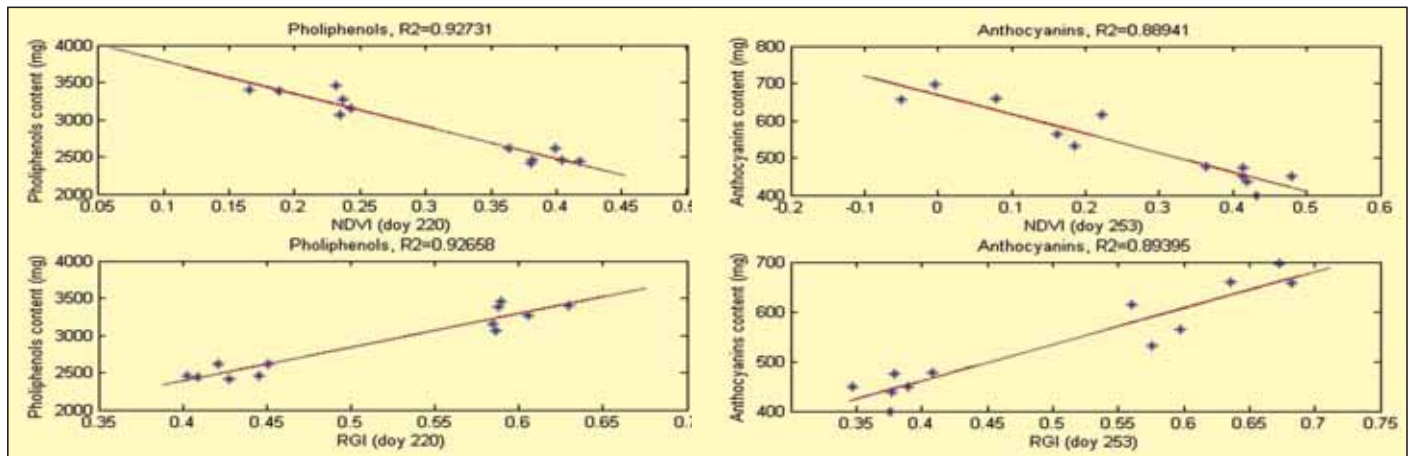 Pholiphenols, R2=0.92731
Pholiphenols content (mg)
4000
3500
3000
2500
2000
0.05 0.1 0.15 0.2 0.25 0.3 0.35 0.4 0.45 0.5
NDVI (doy 220)
Anthocyanins, R2=0.88941
Anthocyanins content (mg)
800
700
600
500
400
-0.2 -0.1 0 0.1 0.2 0.3 0.4 0.5 0.6
NDVI (doy 253)
Pholiphenols, R2=0.92658
Pholiphenols content (mg)
4000
3500
3000
2500
2000
0.35 0.4 0.45 0.5 0.55 0.6 0.65 0.7
RGI (doy 220)
Anthocyanins, R2=0.89395
Anthocyanins content (mg)
700
600
500
400
0.35 0.4 0.45 0.5 0.55 0.6 0.65 0.7 0.75
RGI (doy 253)